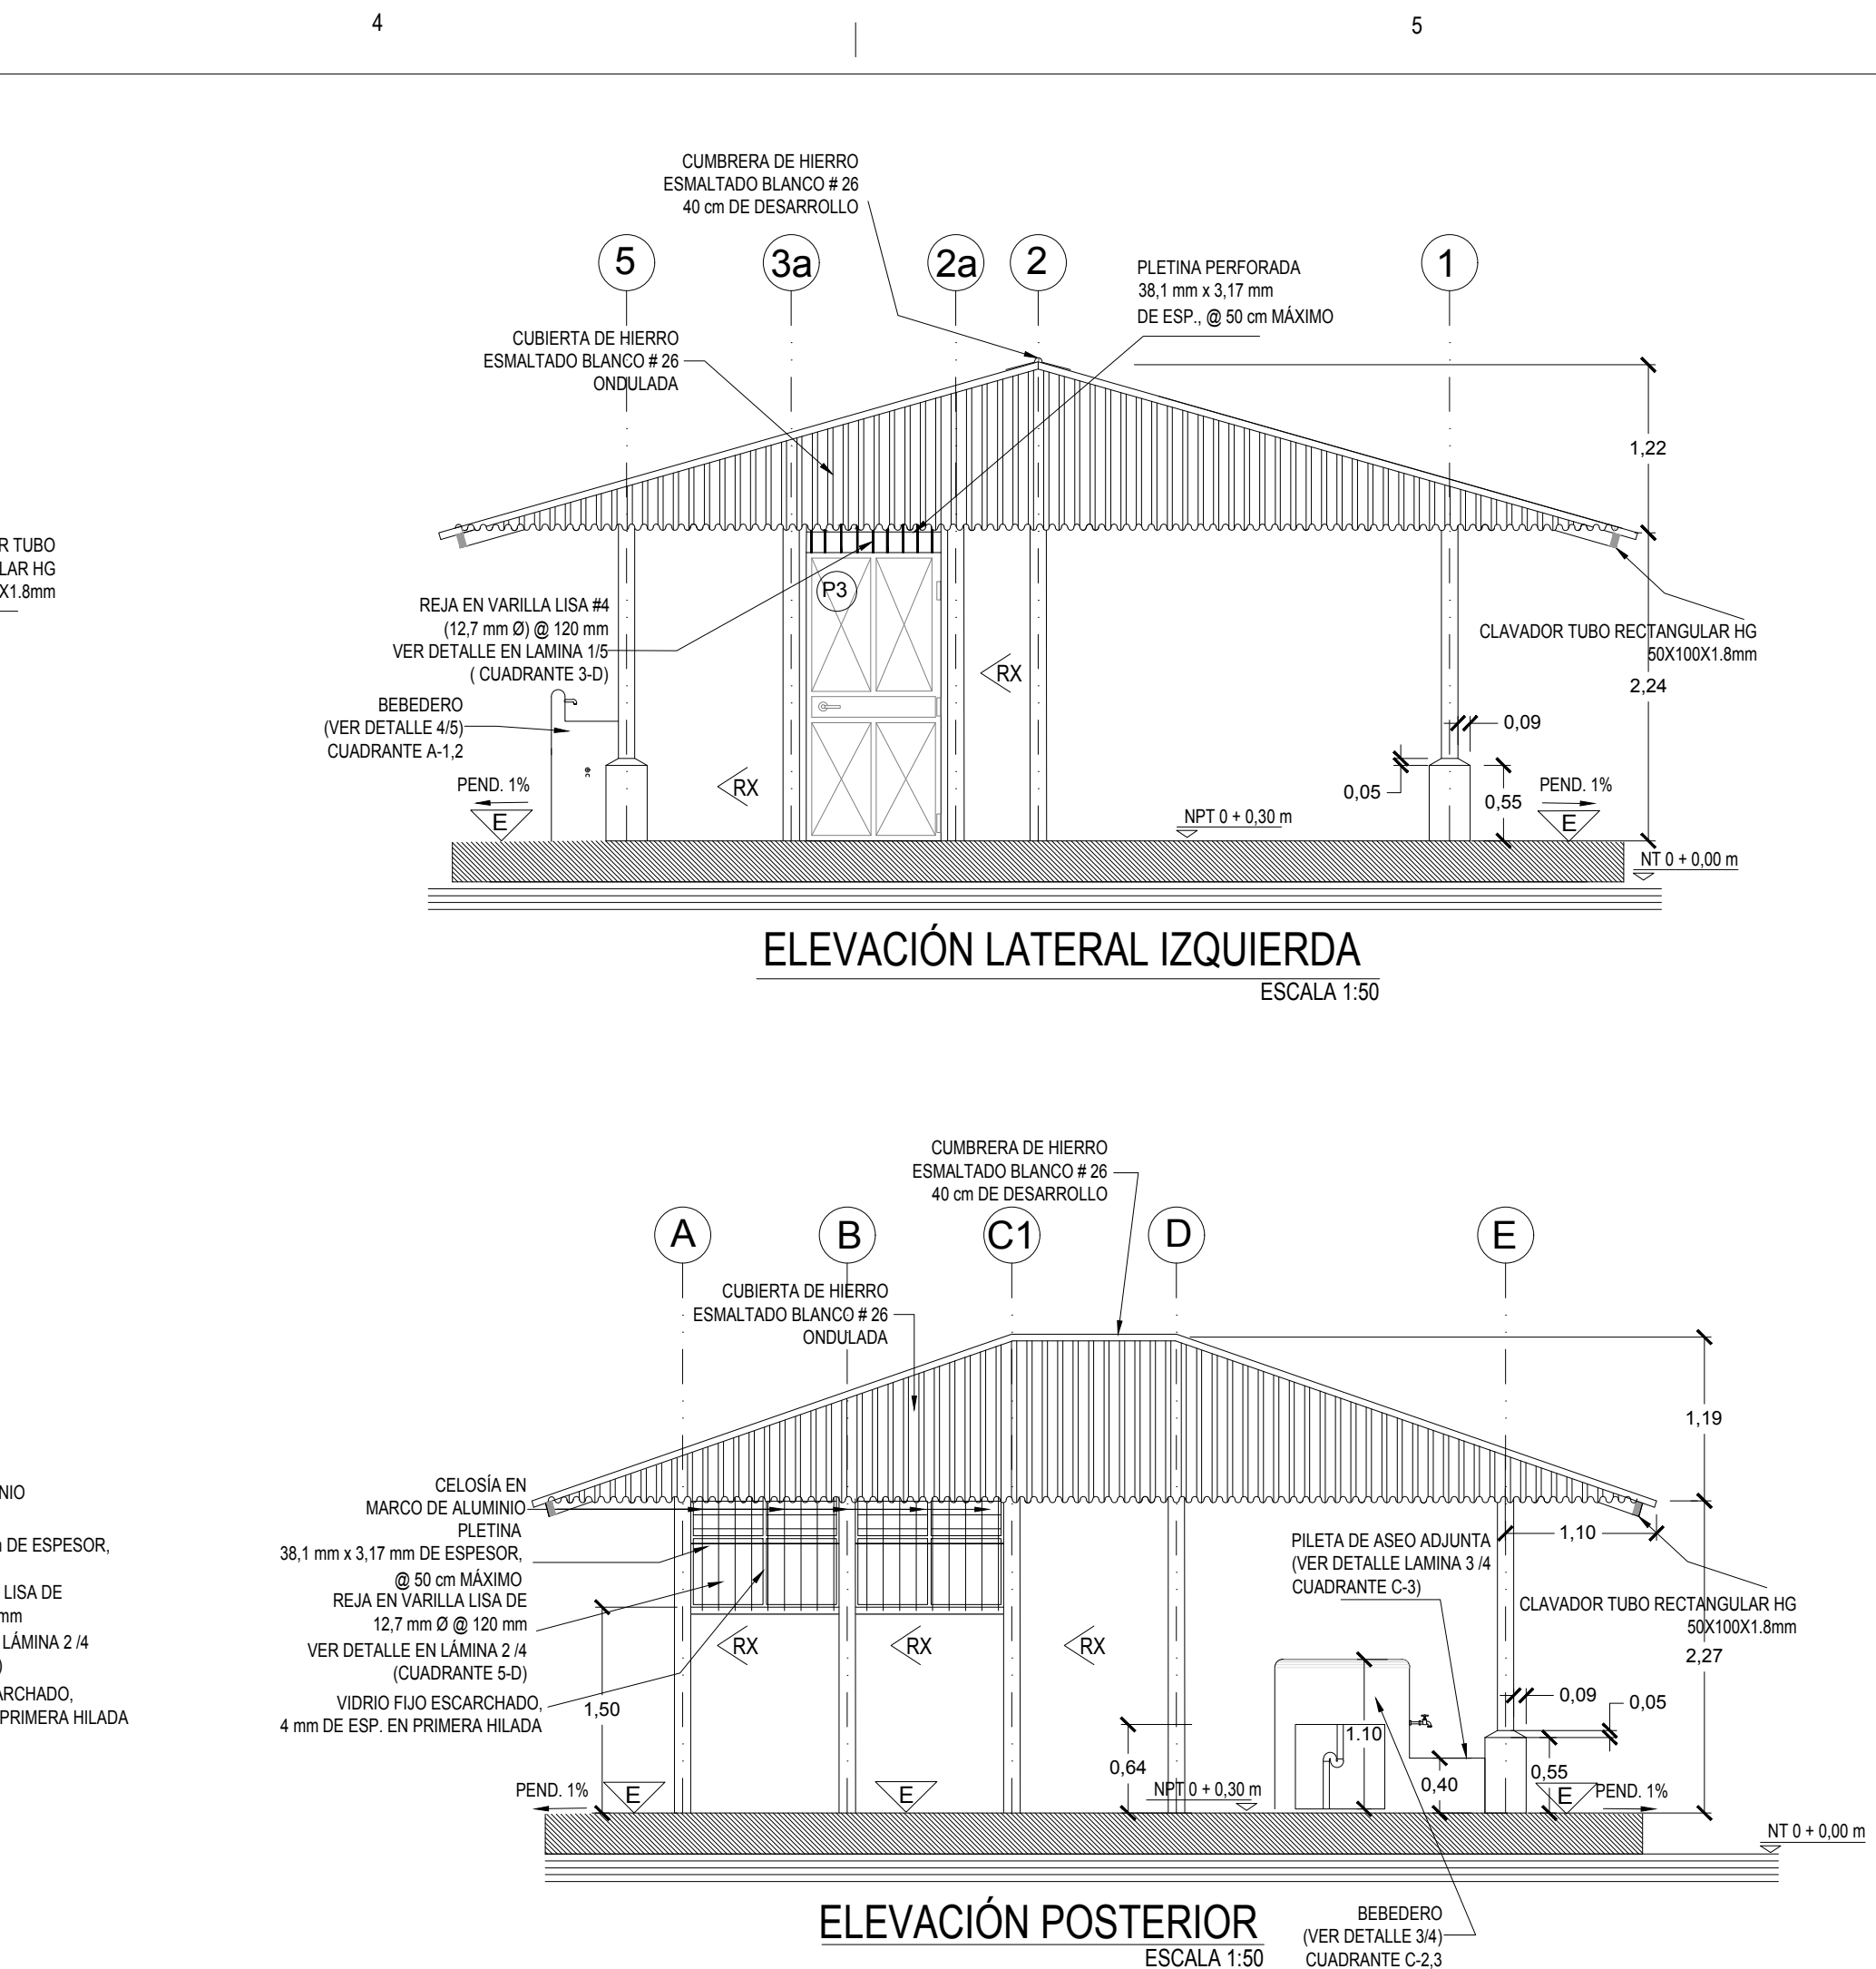 4
5
CUMBRERA DE HIERRO
ESMALTADO BLANCO # 26
40 cm DE DESARROLLO
5
3a
2a
2
1
PLETINA PERFORADA
38,1 mm x 3,17 mm
DE ESP., @ 50 cm MÁXIMO
CUBIERTA DE HIERRO
ESMALTADO BLANCO # 26
ONDULADA
1,22
R TUBO
LAR HG
X1.8mm
P3
REJA EN VARILLA LISA #4
(12,7 mm Ø) @ 120 mm
VER DETALLE EN LAMINA 1/5
( CUADRANTE 3-D)
CLAVADOR TUBO RECTANGULAR HG
50X100X1.8mm
RX
2,24
BEBEDERO
(VER DETALLE 4/5)
CUADRANTE A-1,2
0,09
PEND. 1%
E
RX
0,05
0,55
PEND. 1%
E
NPT 0 + 0,30 m
NT 0 + 0,00 m
ELEVACIÓN LATERAL IZQUIERDA
ESCALA 1:50
CUMBRERA DE HIERRO
ESMALTADO BLANCO # 26
40 cm DE DESARROLLO
A
B
C1
D
E
CUBIERTA DE HIERRO
ESMALTADO BLANCO # 26
ONDULADA
1,19
NIO
DE ESPESOR,
LISA DE
mm
LÁMINA 2 /4
)
ARCHADO,
PRIMERA HILADA
CELOSÍA EN
MARCO DE ALUMINIO
PLETINA
38,1 mm x 3,17 mm DE ESPESOR,
@ 50 cm MÁXIMO
REJA EN VARILLA LISA DE
12,7 mm Ø @ 120 mm
VER DETALLE EN LÁMINA 2 /4
(CUADRANTE 5-D)
VIDRIO FIJO ESCARCHADO,
4 mm DE ESP. EN PRIMERA HILADA
PILETA DE ASEO ADJUNTA
(VER DETALLE LAMINA 3 /4
CUADRANTE C-3)
1,10
CLAVADOR TUBO RECTANGULAR HG
50X100X1.8mm
RX
RX
RX
2,27
1,50
0,09
0,05
1.10
0,64
0,40
0,55
PEND. 1%
E
E
NPT 0 + 0,30 m
E
PEND. 1%
NT 0 + 0,00 m
ELEVACIÓN POSTERIOR
ESCALA 1:50
BEBEDERO
(VER DETALLE 3/4)
CUADRANTE C-2,3